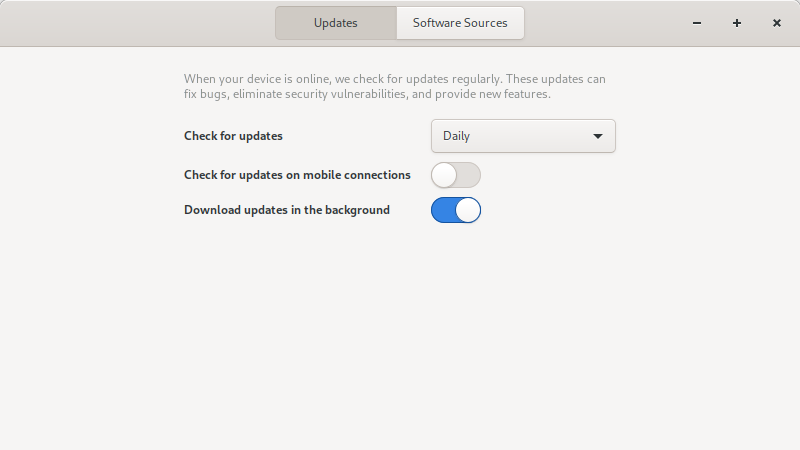 Updates
Software Sources
When your device is online, we check for updates regularly. These updates can
fix bugs, eliminate security vulnerabilities, and provide new features.
Check for updates
Daily
Check for updates on mobile connections
Download updates in the background